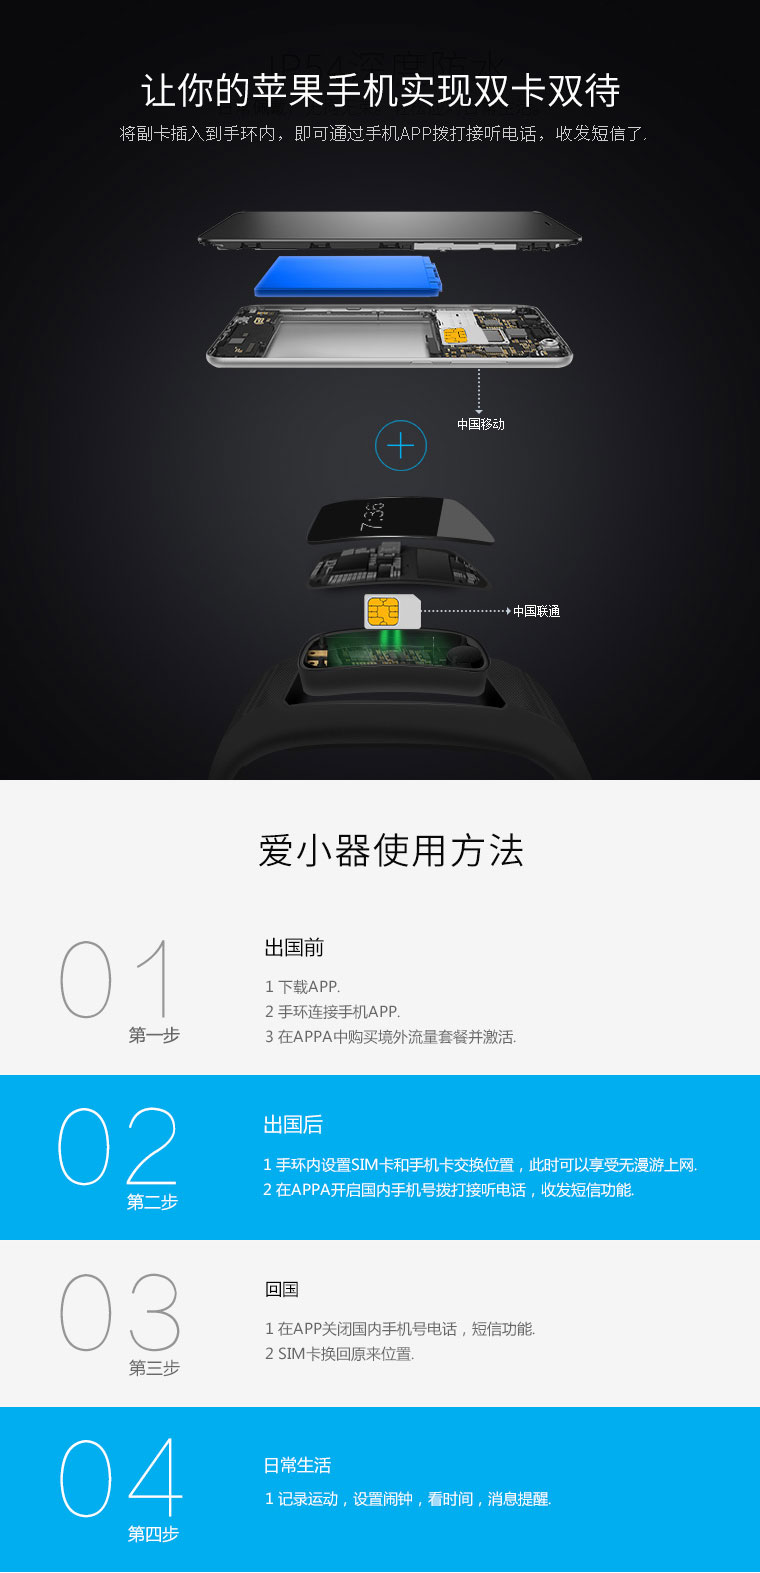 IP54深度防水
让你的苹果手机实现双卡双待
将副卡插入到手环内，即可通过手机APP拨打接听电话，收发短信了.
中国移动
7:36
中国联通
爱小器使用方法
01
第一步
出国前
1 下载APP.
2 手环连接手机APP.
3 在APPA中购买境外流量套餐并激活.
02
第二步
出国后
1 手环内设置SIM卡和手机卡交换位置，此时可以享受无漫游上网.
2 在APPA开启国内手机号拨打接听电话，收发短信功能.
03
第三步
回国
1 在APP关闭国内手机号电话，短信功能.
2 SIM卡换回原来位置.
04
第四步
日常生活
1 记录运动，设置闹钟，看时间，消息提醒.